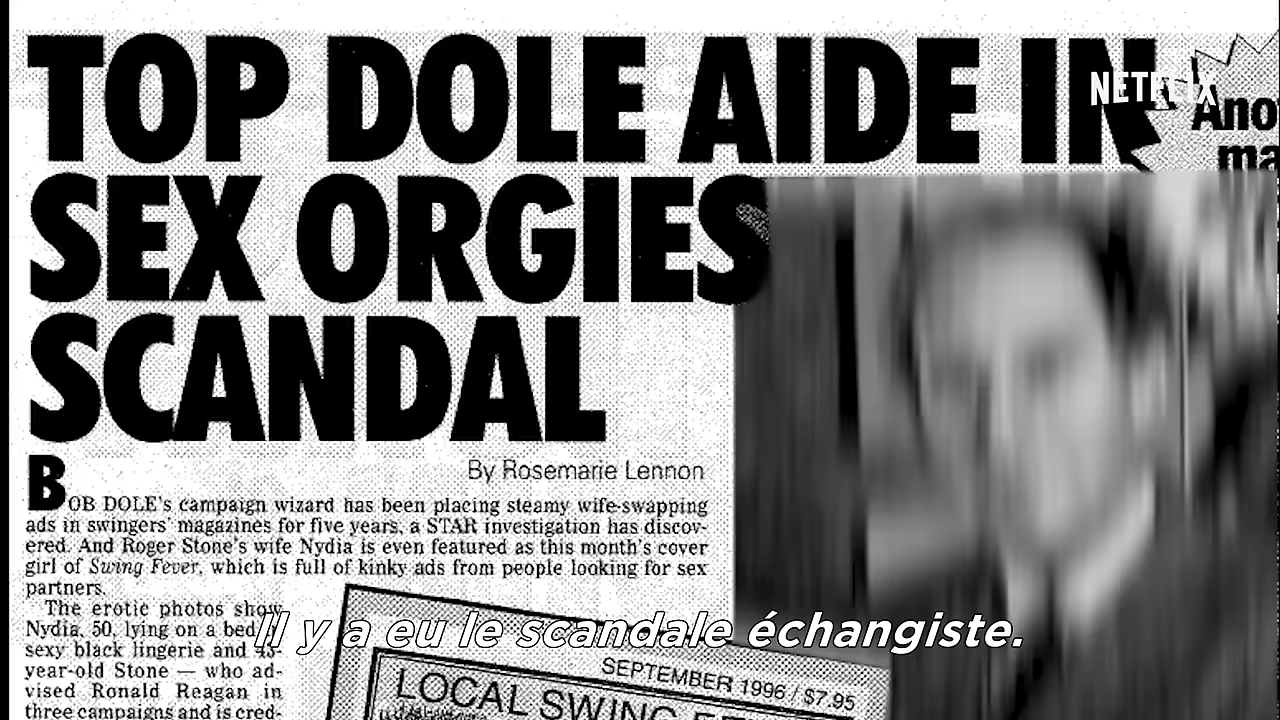 TOP DOLE AIDE IN
NETFLIX
Ano
ma
SEX ORGIES
SCANDAL
By Rosemarie Lennon
BOB DOLE's campaign wizard has been placing steamy wife-swapping
ads in swingers' magazines for five years, a STAR investigation has discov-
ered. And Roger Stone's wife Nydia is even featured as this month's cover
girl of Swing Fever, which is full of kinky ads from people looking for sex
partners.
The erotic photos show
Nydia, 50, lying on a bed
sexy black lingerie and 43-
year-old Stone — who ad-
vised Ronald Reagan in
three campaigns and is cred-
Il y a eu le scandale échangiste.
SEPTEMBER 1996 / $7.95
LOCAL SWING